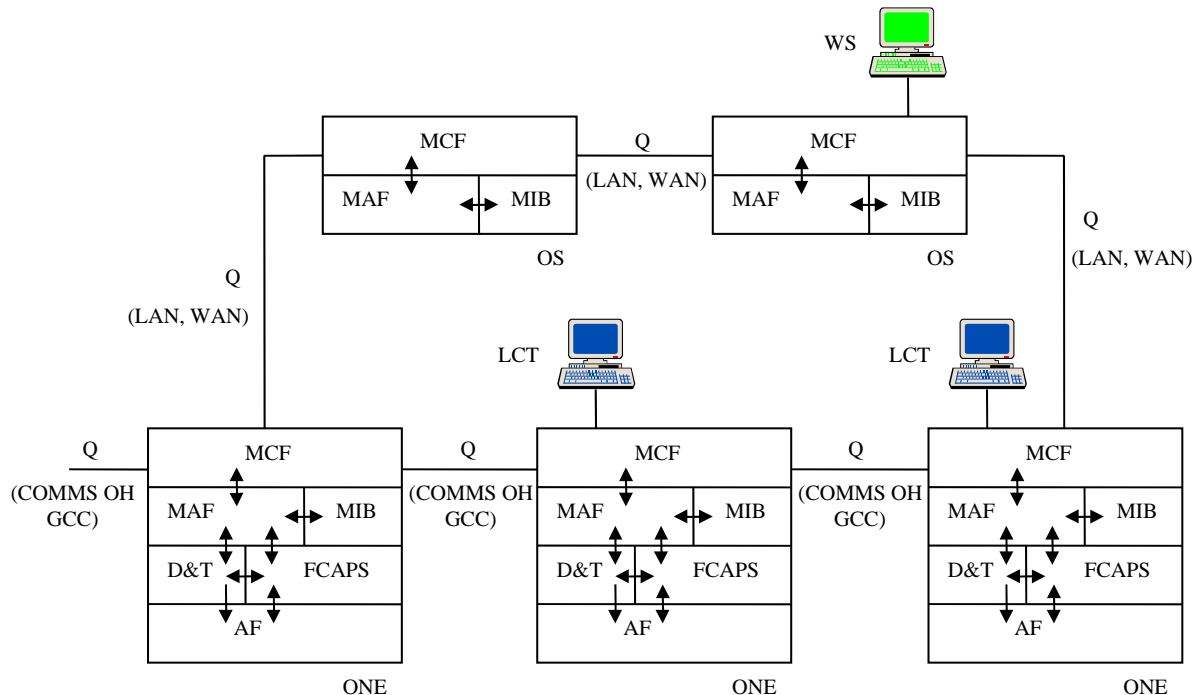 WS
MCF
Q
MCF
(LAN, WAN)
MAF
MIB
MAF
MIB
Q
OS
OS
(LAN, WAN)
Q
(LAN, WAN)
LCT
LCT
Q
MCF
Q
MCF
Q
MCF
(COMMS OH
GCC)
MAF
MIB
(COMMS OH
GCC)
MAF
MIB
(COMMS OH
GCC)
MAF
MIB
D&T
FCAPS
D&T
FCAPS
D&T
FCAPS
AF
AF
AF
ONE
ONE
ONE